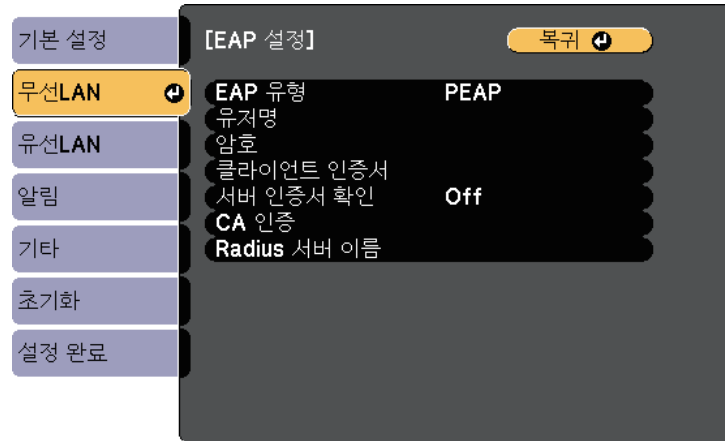 기본 설정
무선LAN
유선LAN
알림
기타
초기화
설정 완료
[EAP 설정]
복귀
EAP 유형 PEAP
유저명
암호
클라이언트 인증서
서버 인증서 확인 Off
CA 인증
Radius 서버 이름